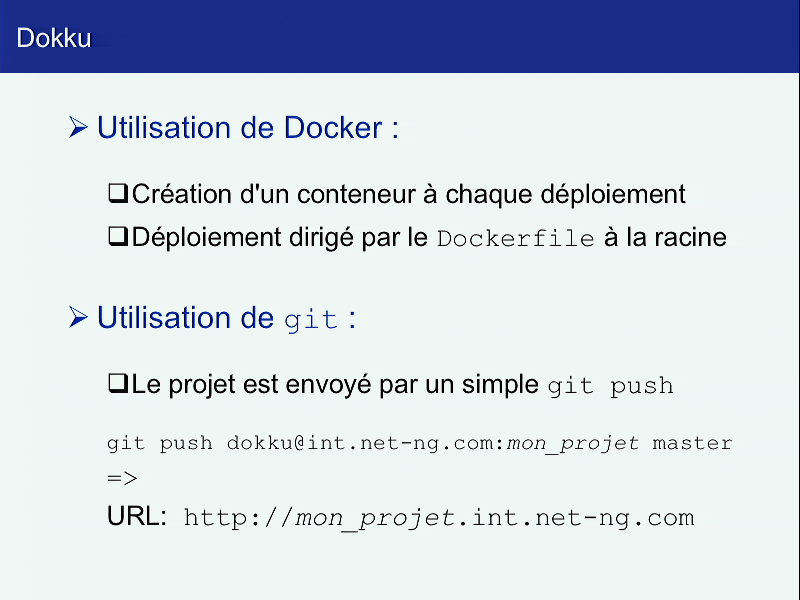 Dokku
Utilisation de Docker :
Création d'un conteneur à chaque déploiement
Déploiement dirigé par le Dockerfile à la racine
Utilisation de git :
Le projet est envoyé par un simple git push
git push dokku@int.net-ng.com:mon_projet master
=>
URL: http://mon_projet.int.net-ng.com